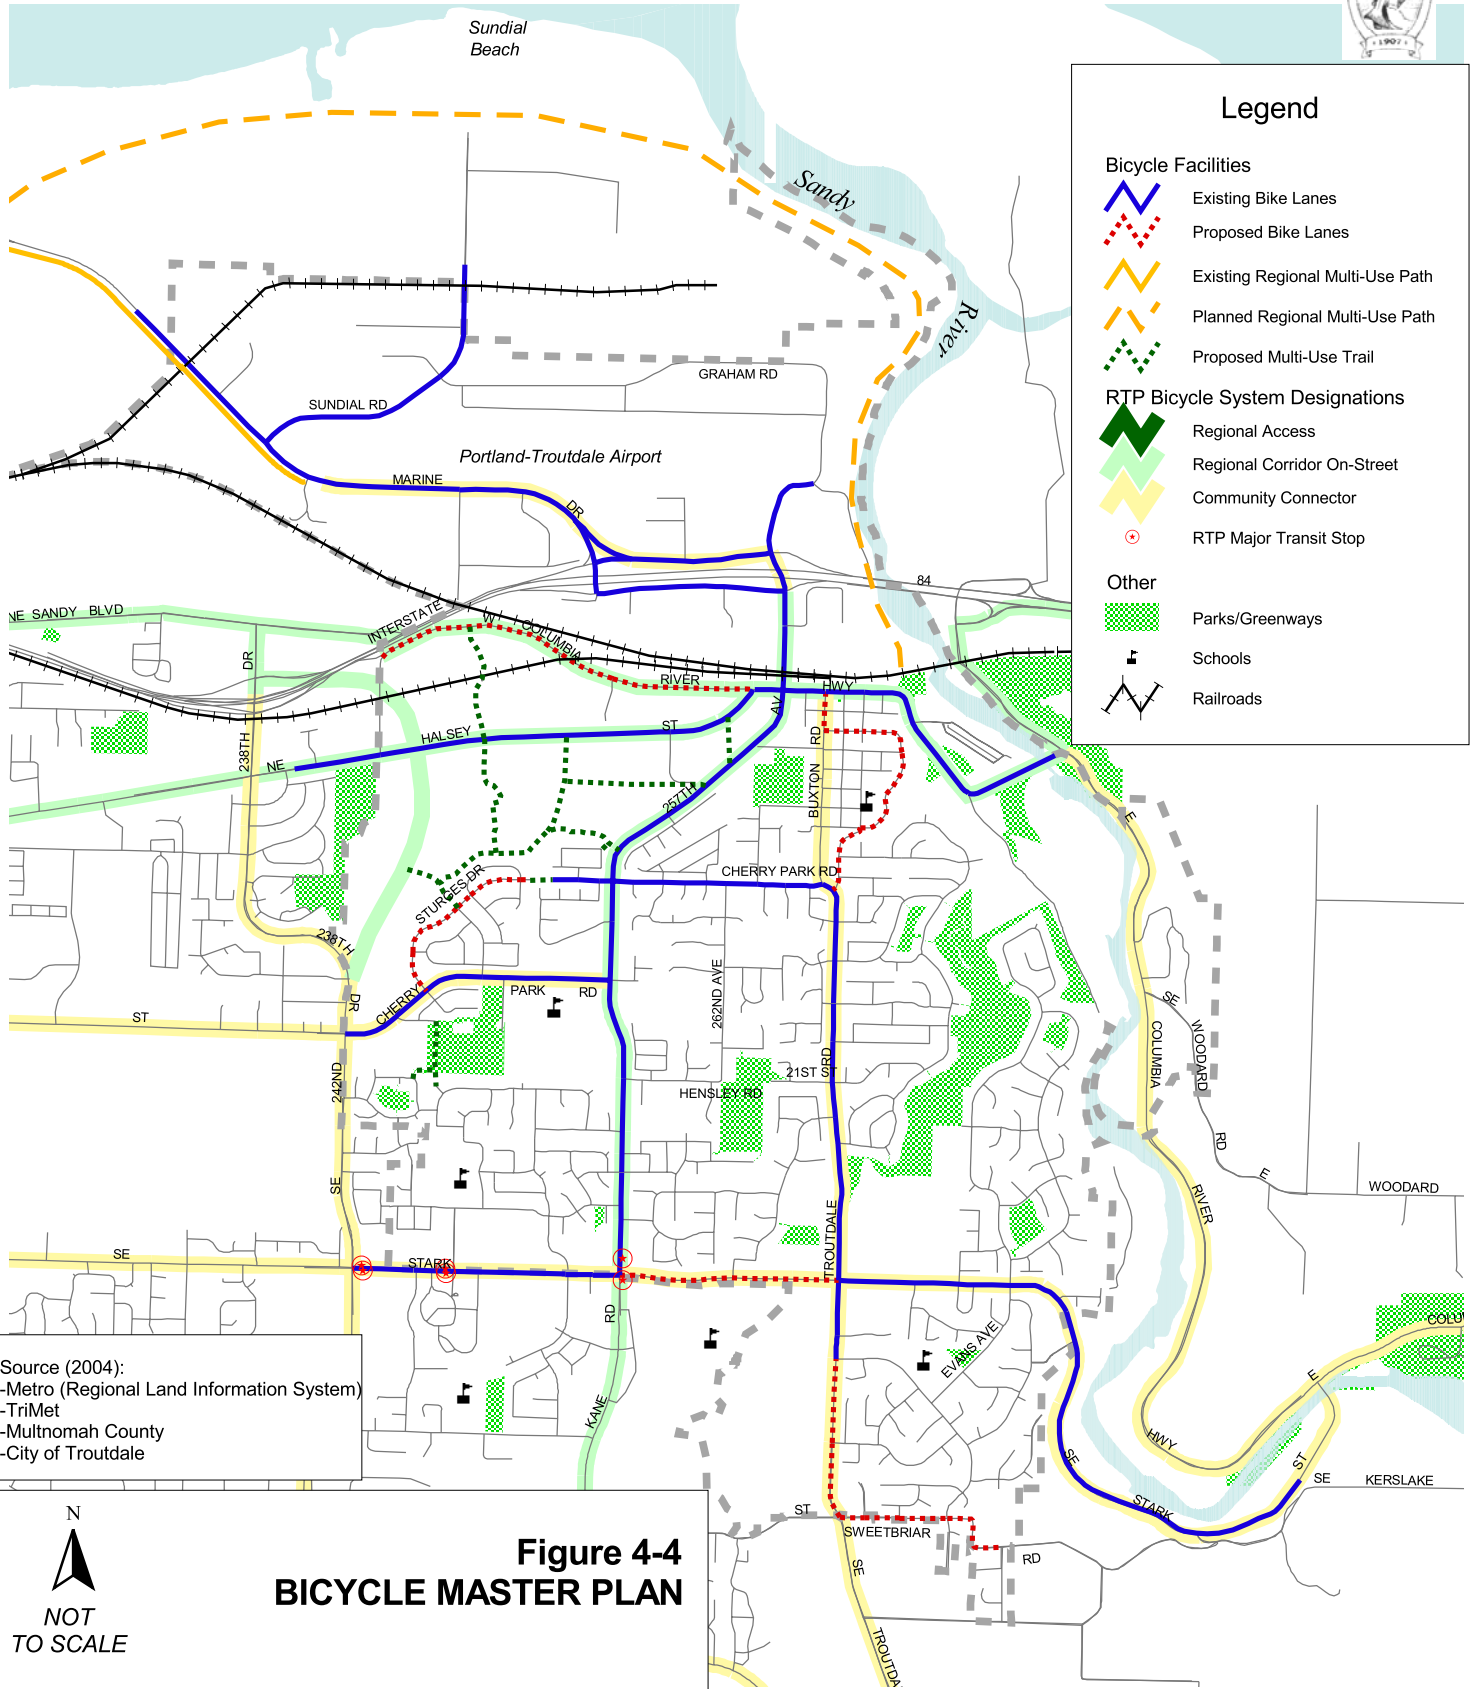 Sundial
Beach
1907
Legend
Bicycle Facilities
Existing Bike Lanes
Proposed Bike Lanes
Existing Regional Multi-Use Path
Planned Regional Multi-Use Path
Proposed Multi-Use Trail
RTP Bicycle System Designations
Regional Access
Regional Corridor On-Street
Community Connector
RTP Major Transit Stop
Other
Parks/Greenways
Schools
Railroads
Sandy
River
GRAHAM RD
SUNDIAL RD
Portland-Troutdale Airport
MARINE
DR
84
NE SANDY BLVD
INTERSTATE
W
COLUMBIA
RIVER
HWY
DR
238TH
NE
HALSEY
ST
AV
257TH
RD
BUXTON
E
CHERRY PARK RD
STURGES DR
238TH
DR
CHERRY
PARK
RD
262ND AVE
ST
SE
WOODARD
RD
E
WOODARD
COLUMBIA
RIVER
HWY
E
COLU
242ND
SE
21ST ST
RD
HENSLEY RD
TROUTDALE
SE
STARK
RD
KANE
EVANS AVE
SE
STARK
ST
SE
KERSLAKE
ST
SWEETBRIAR
RD
SE
TROUTDA
Source (2004):
-Metro (Regional Land Information System)
-TriMet
-Multnomah County
-City of Troutdale
N
NOT
TO SCALE
Figure 4-4
BICYCLE MASTER PLAN